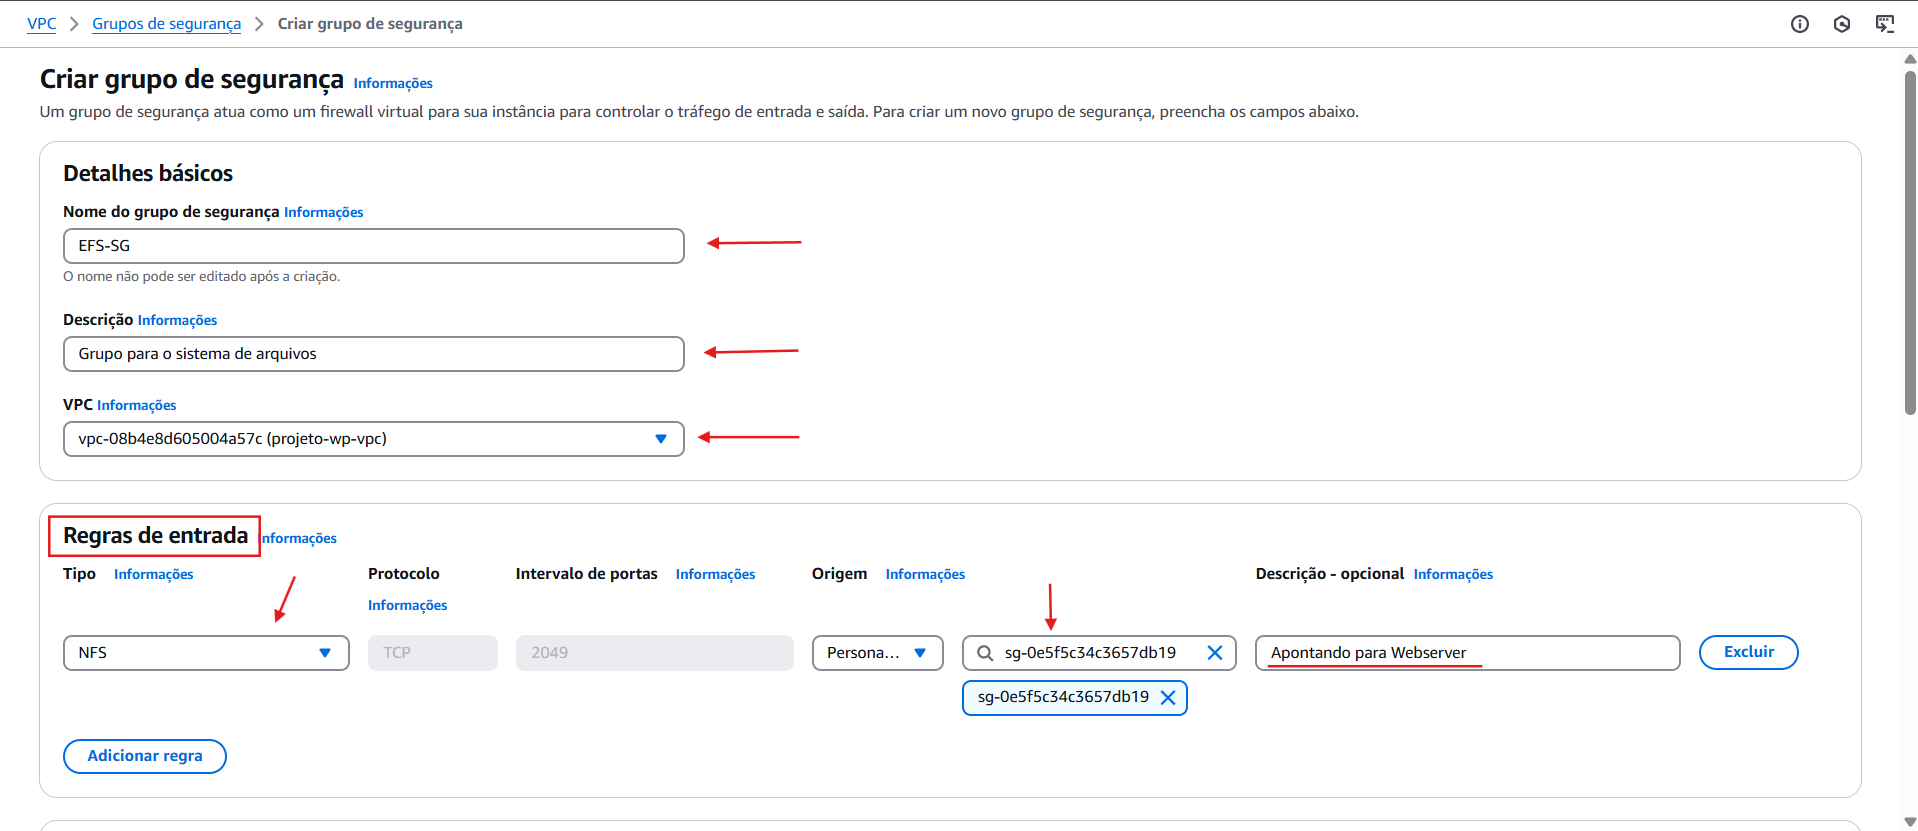 VPC > Grupos de segurança > Criar grupo de segurança
Criar grupo de segurança Informações
Um grupo de segurança atua como um firewall virtual para sua instância para controlar o tráfego de entrada e saída. Para criar um novo grupo de segurança, preencha os campos abaixo.
Detalhes básicos
Nome do grupo de segurança Informações
EFS-SG
O nome não pode ser editado após a criação.
Descrição Informações
Grupo para o sistema de arquivos
VPC Informações
vpc-08b4e8d605004a57c (projeto-wp-vpc)
Regras de entrada nformações
Tipo Informações Protocolo Intervalo de portas Informações Origem Informações Descrição - opcional Informações
Informações
NFS TCP 2049 Persona... sg-0e5f5c34c3657db19 Apontando para Webserver Excluir
sg-0e5f5c34c3657db19
Adicionar regra